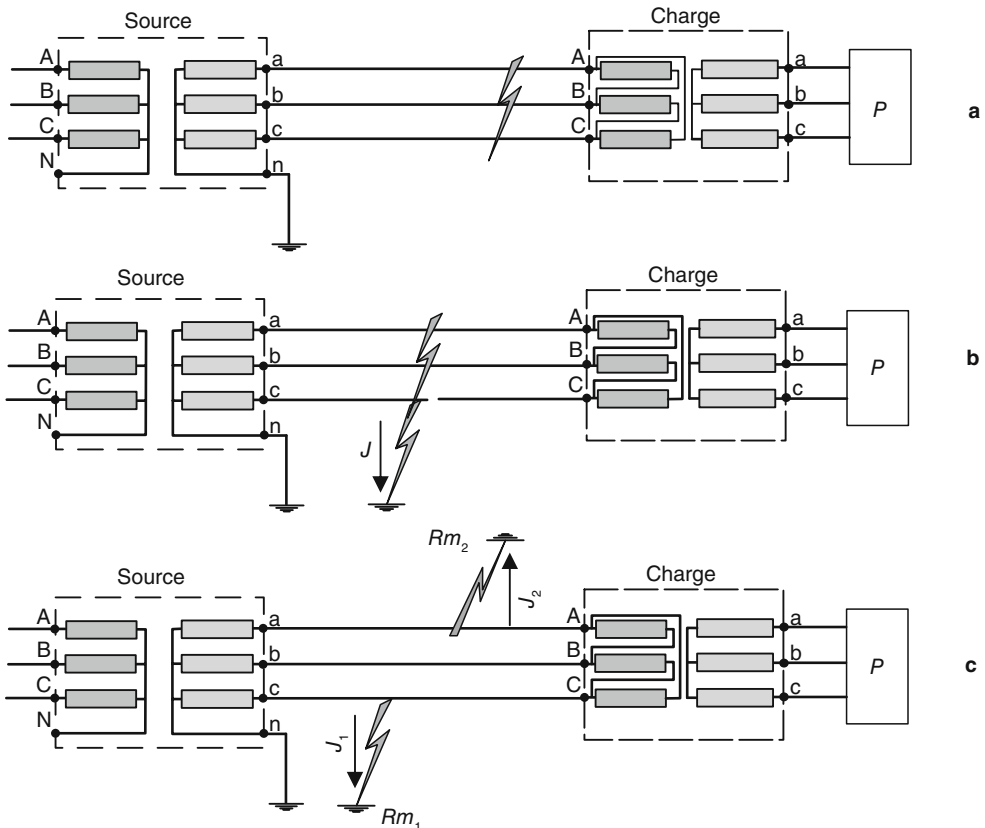 Source Charge
A a A a
B b B b P a
C c C c
N n
Source Charge
A a A a
B b B b P b
C c C c
N n
J
Rm2
Source J2 Charge
A a A a
B b B b P c
C c C c
N n
J1
Rm1